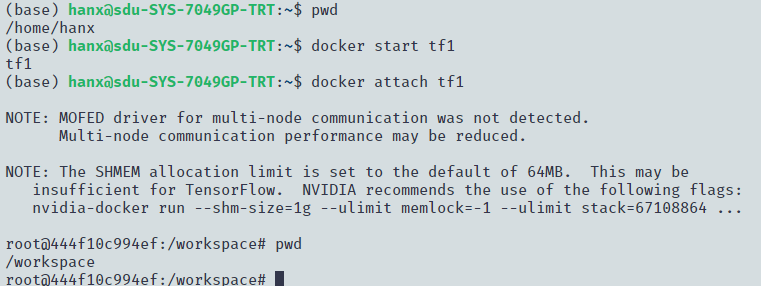 (base) hanx@sdu-SYS-7049GP-TRT:~$ pwd
/home/hanx
(base) hanx@sdu-SYS-7049GP-TRT:~$ docker start tf1
tf1
(base) hanx@sdu-SYS-7049GP-TRT:~$ docker attach tf1

NOTE: MOFED driver for multi-node communication was not detected.
      Multi-node communication performance may be reduced.

NOTE: The SHMEM allocation limit is set to the default of 64MB.  This may be
   insufficient for TensorFlow.  NVIDIA recommends the use of the following flags:
   nvidia-docker run --shm-size=1g --ulimit memlock=-1 --ulimit stack=67108864 ...

root@444f10c994ef:/workspace# pwd
/workspace
root@444f10c994ef:/workspace#